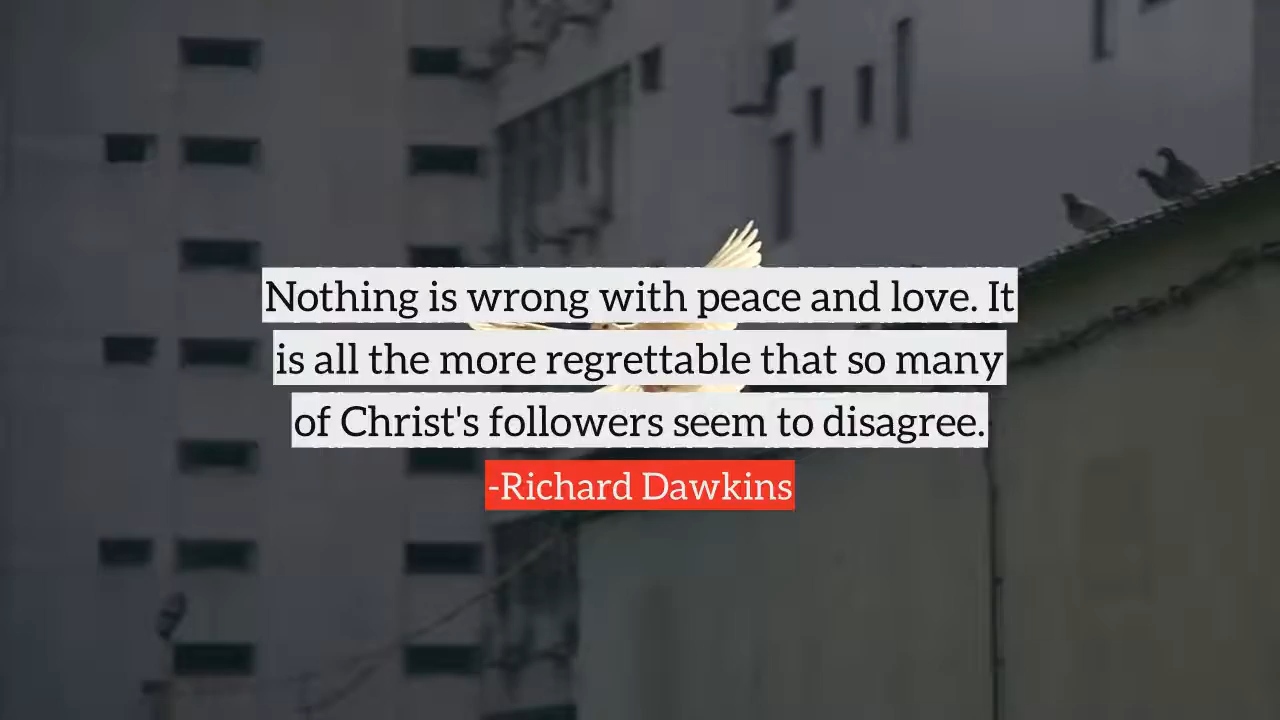 Nothing is wrong with peace and love. It
is all the more regrettable that so many
of Christ's followers seem to disagree.
-Richard Dawkins